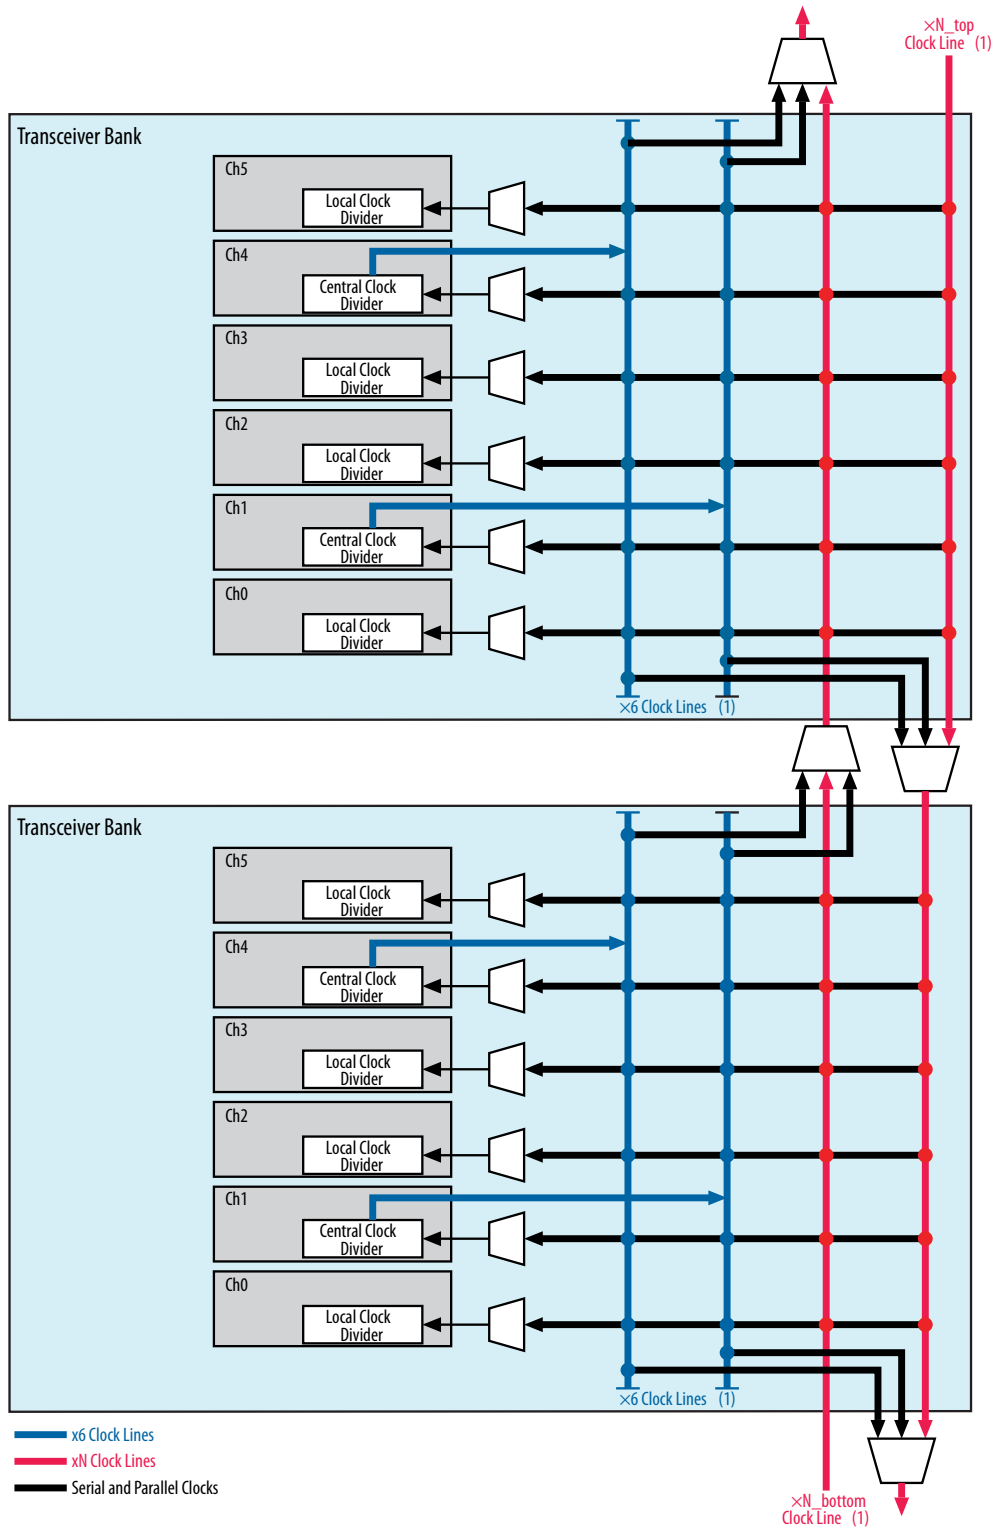 ×N_top
Clock Line (1)
Transceiver Bank
Ch5
Local Clock
Divider
Ch4
Central Clock
Divider
Ch3
Local Clock
Divider
Ch2
Local Clock
Divider
Ch1
Central Clock
Divider
Ch0
Local Clock
Divider
×6 Clock Lines (1)
Transceiver Bank
Ch5
Local Clock
Divider
Ch4
Central Clock
Divider
Ch3
Local Clock
Divider
Ch2
Local Clock
Divider
Ch1
Central Clock
Divider
Ch0
Local Clock
Divider
×6 Clock Lines (1)
x6 Clock Lines
xN Clock Lines
Serial and Parallel Clocks
×N_bottom
Clock Line (1)